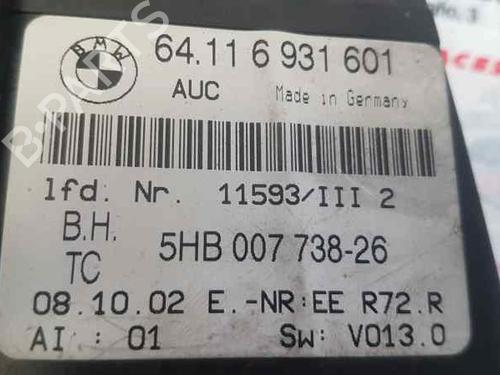 BMW
64.11 6 931 601
AUC Made in Germany
lfd. Nr. 11593/III 2
B.H. 5HB 007 738-26
TC
08.10.02 E.-NR:EE R72.R
AI : 01 SW: V013.0
B-PARTS